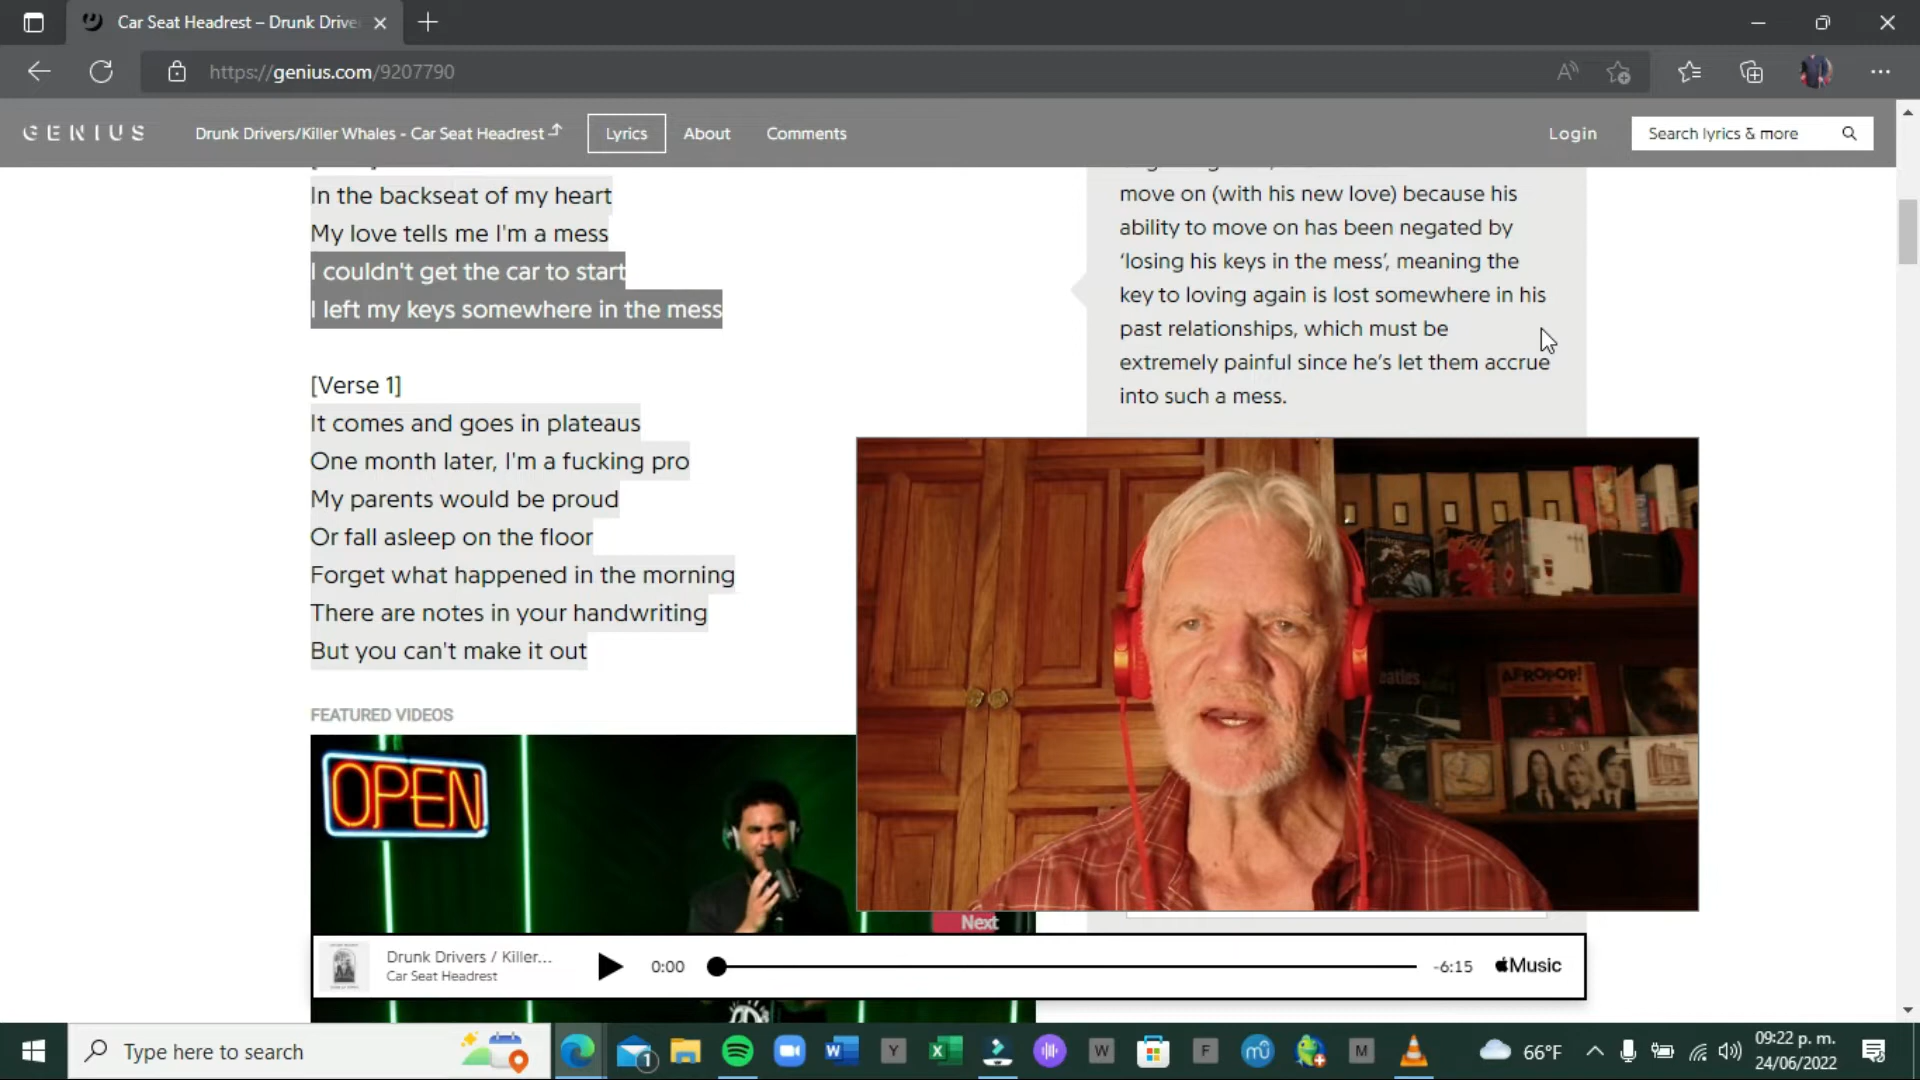 Car Seat Headrest – Drunk Drive
https://genius.com/9207790
GENIUS
Drunk Drivers/Killer Whales - Car Seat Headrest
Lyrics
About
Comments
Login
Search lyrics & more
In the backseat of my heart
My love tells me I'm a mess
I couldn't get the car to start
I left my keys somewhere in the mess
[Verse 1]
It comes and goes in plateaus
One month later, I'm a fucking pro
My parents would be proud
Or fall asleep on the floor
Forget what happened in the morning
There are notes in your handwriting
But you can't make it out
move on (with his new love) because his
ability to move on has been negated by
‘losing his keys in the mess’, meaning the
key to loving again is lost somewhere in his
past relationships, which must be
extremely painful since he’s let them accrue
into such a mess.
FEATURED VIDEOS
OPEN
eatles
AFROPOP!
Next
Drunk Drivers / Killer...
Car Seat Headrest
0:00
-6:15
Music
Type here to search
1
W
Y
X
W
F
mu
M
66°F
09:22 p. m.
24/06/2022